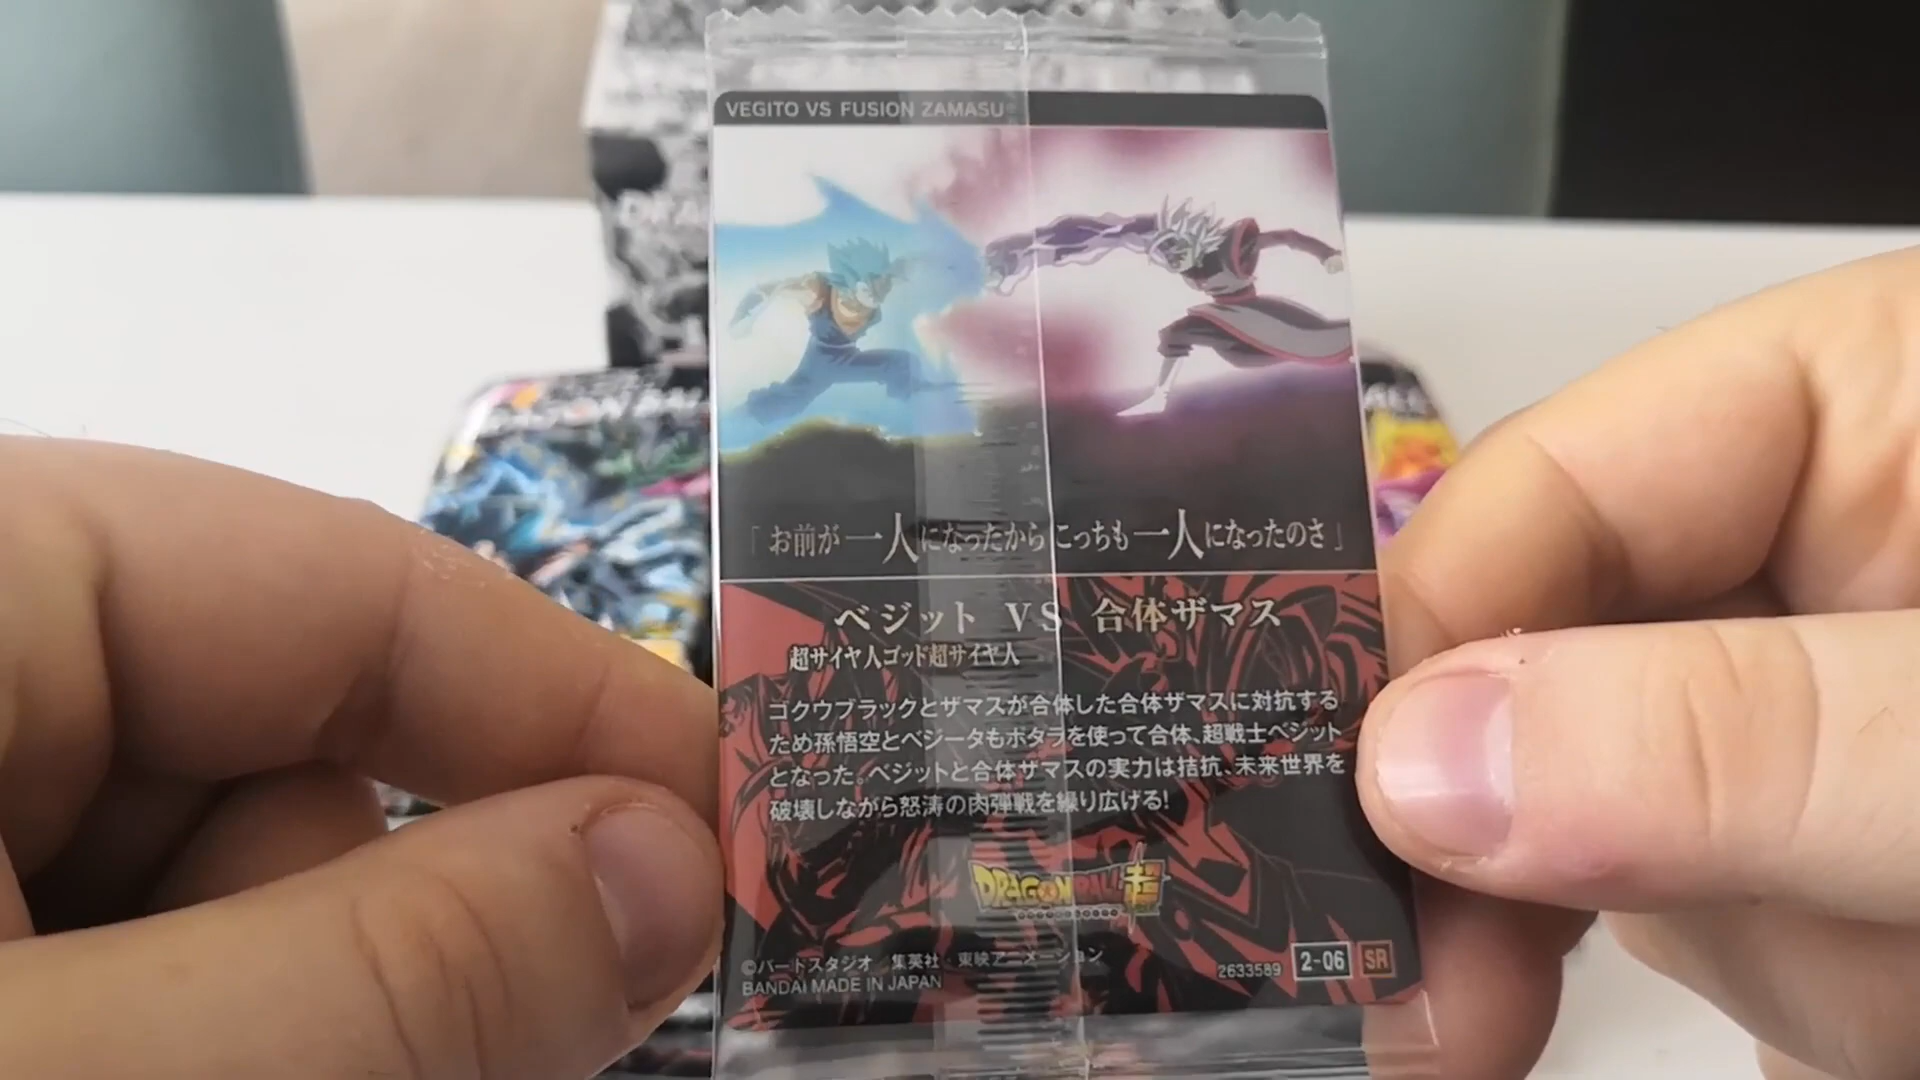 VEGITO VS FUSION ZAMASU
「お前が一人になったからこっちも一人になったのさ」
ベジット VS 合体ザマス
超サイヤ人ゴッド超サイヤ人
ゴクウブラックとザマスが合体した合体ザマスに対抗する
ため孫悟空とベジータもポタラを使って合体、超戦士ベジット
となった。ベジットと合体ザマスの実力は拮抗、未来世界を
破壊しながら怒涛の肉弾戦を繰り広げる!
DRAGONBALL超
©バードスタジオ/集英社・東映アニメーション
BANDAI MADE IN JAPAN
2633589 2-06 SR
DRAGON BALL